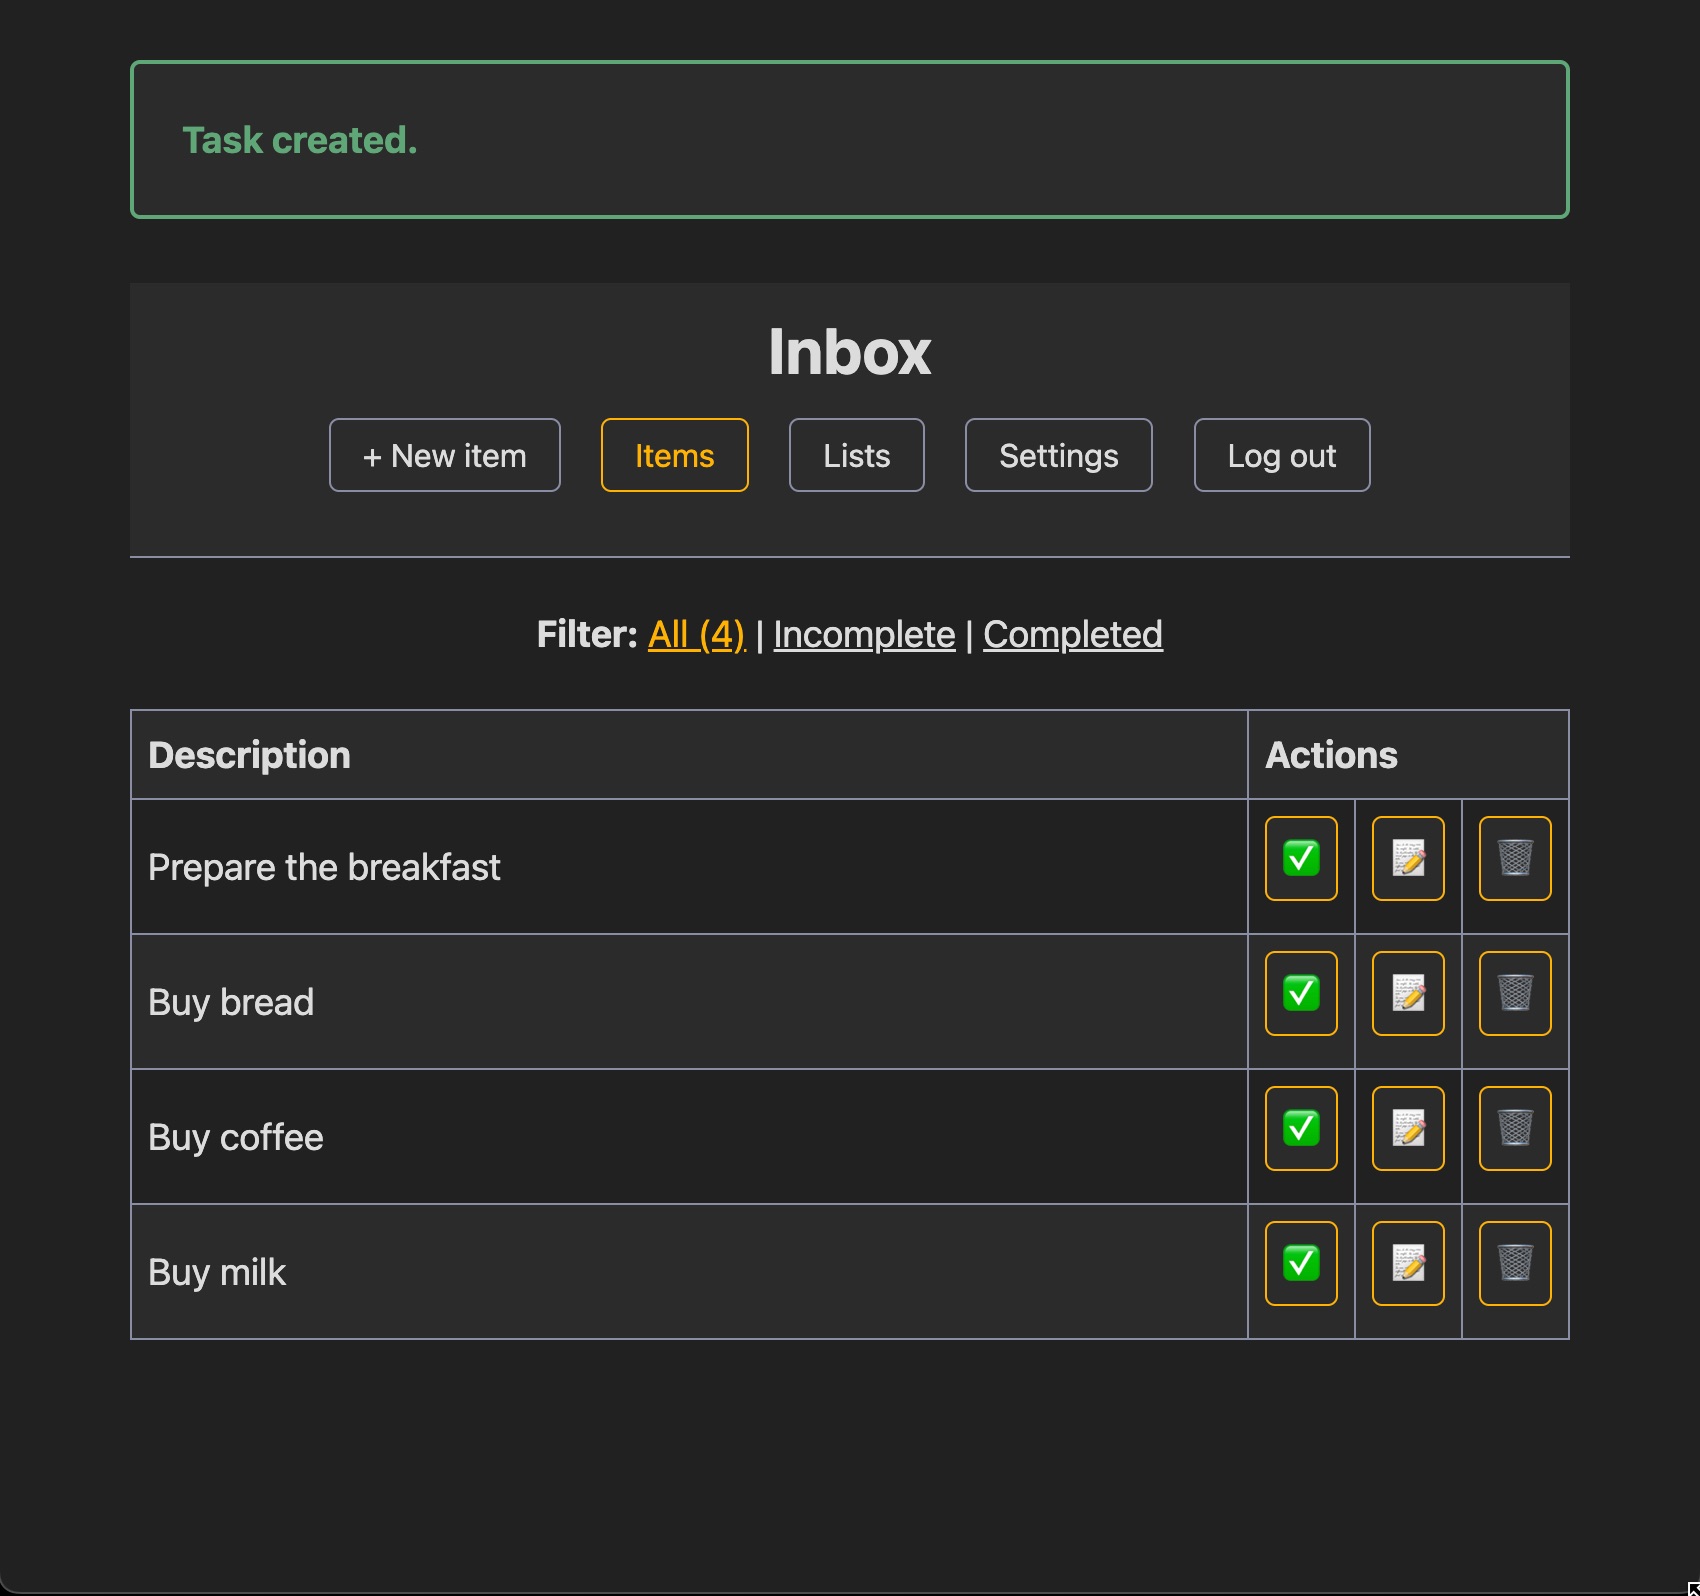 Task created.
Inbox
+ New item Items Lists Settings Log out
Filter: All (4) | Incomplete | Completed
Description Actions
Prepare the breakfast
Buy bread
Buy coffee
Buy milk